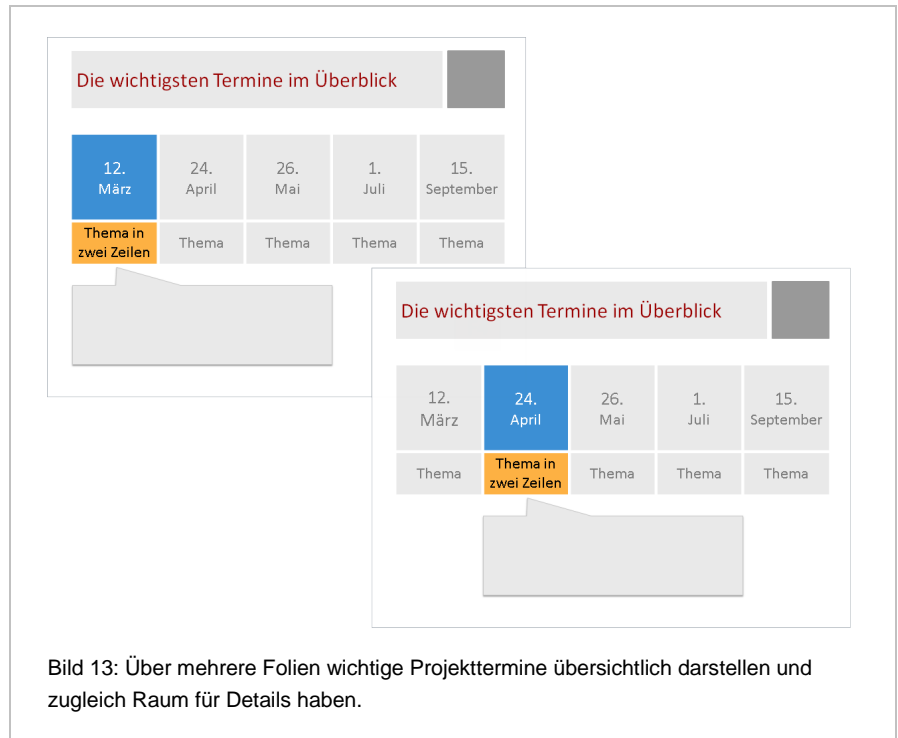 Die wichtigsten Termine im Überblick
12. 24. 26. 1. 15.
März April Mai Juli September
Thema in
zwei Zeilen Thema Thema Thema Thema
Die wichtigsten Termine im Überblick
12. 24. 26. 1. 15.
März April Mai Juli September
Thema Thema in
zwei Zeilen Thema Thema Thema
Bild 13: Über mehrere Folien wichtige Projekttermine übersichtlich darstellen und
zugleich Raum für Details haben.